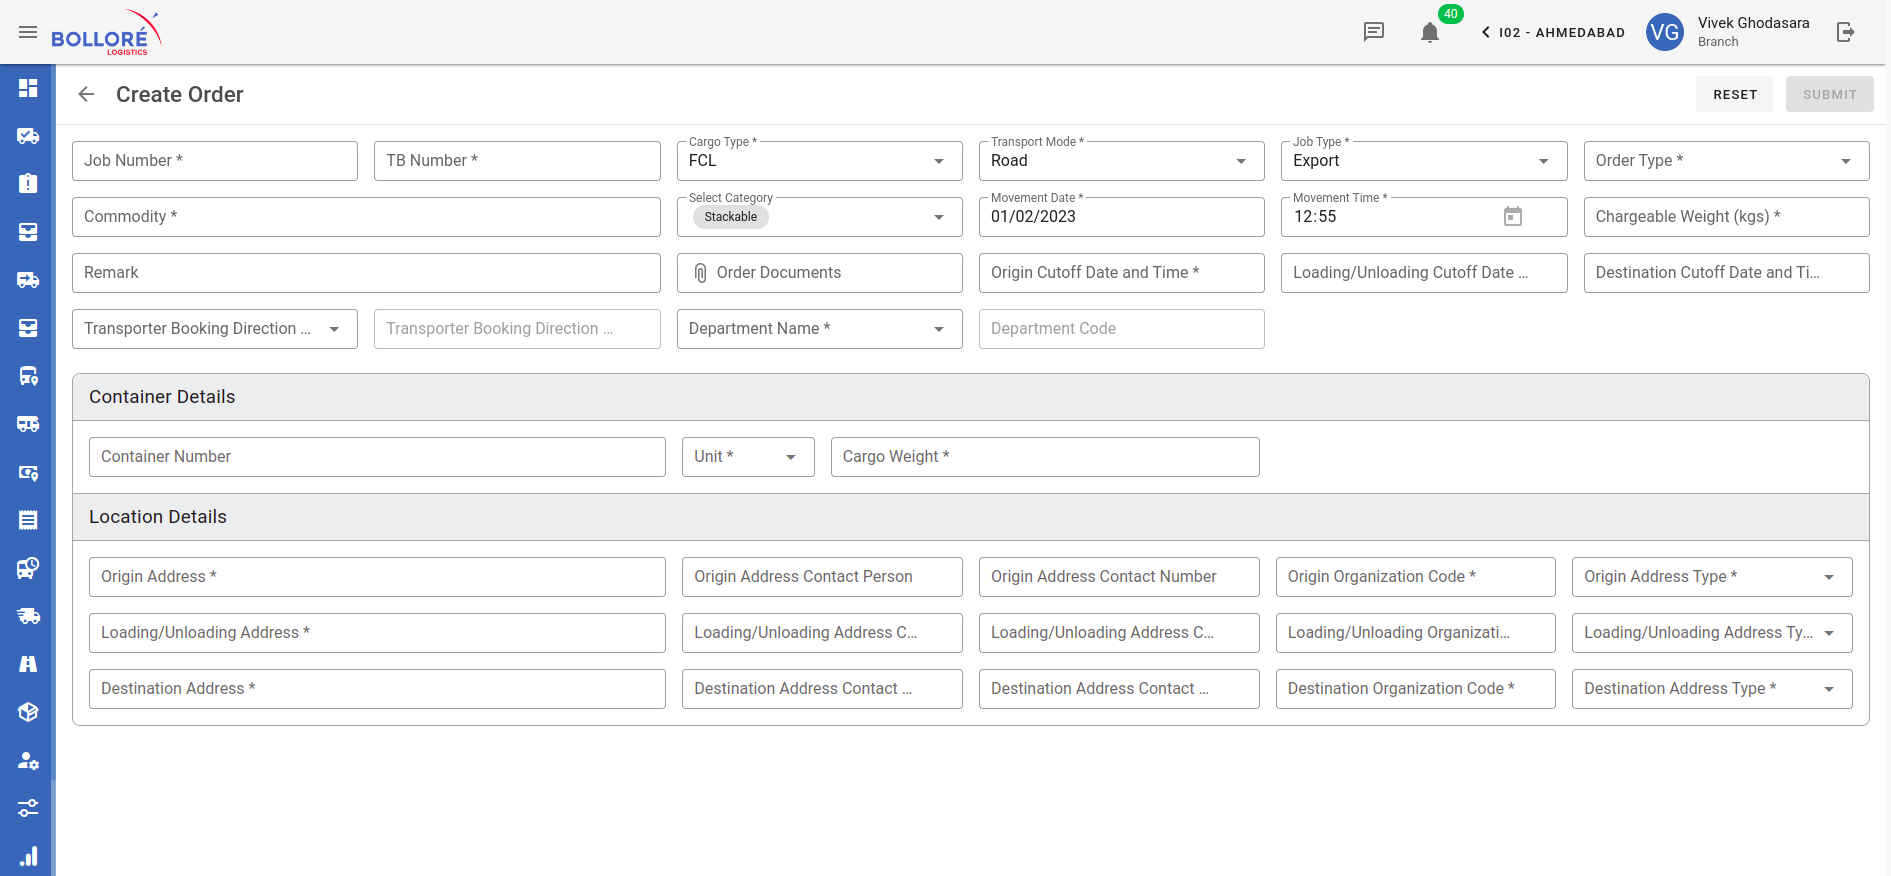 BOLLORÉ
LOGISTICS
40
I02 - AHMEDABAD
VG
Vivek Ghodasara
Branch
Create Order
RESET
SUBMIT
Job Number *
TB Number *
Cargo Type *
FCL
Transport Mode *
Road
Job Type *
Export
Order Type *
Commodity *
Select Category
Stackable
Movement Date *
01/02/2023
Movement Time *
12:55
Chargeable Weight (kgs) *
Remark
Order Documents
Origin Cutoff Date and Time *
Loading/Unloading Cutoff Date ...
Destination Cutoff Date and Ti...
Transporter Booking Direction ...
Transporter Booking Direction ...
Department Name *
Department Code
Container Details
Container Number
Unit *
Cargo Weight *
Location Details
Origin Address *
Origin Address Contact Person
Origin Address Contact Number
Origin Organization Code *
Origin Address Type *
Loading/Unloading Address *
Loading/Unloading Address C...
Loading/Unloading Address C...
Loading/Unloading Organizati...
Loading/Unloading Address Ty...
Destination Address *
Destination Address Contact ...
Destination Address Contact ...
Destination Organization Code *
Destination Address Type *